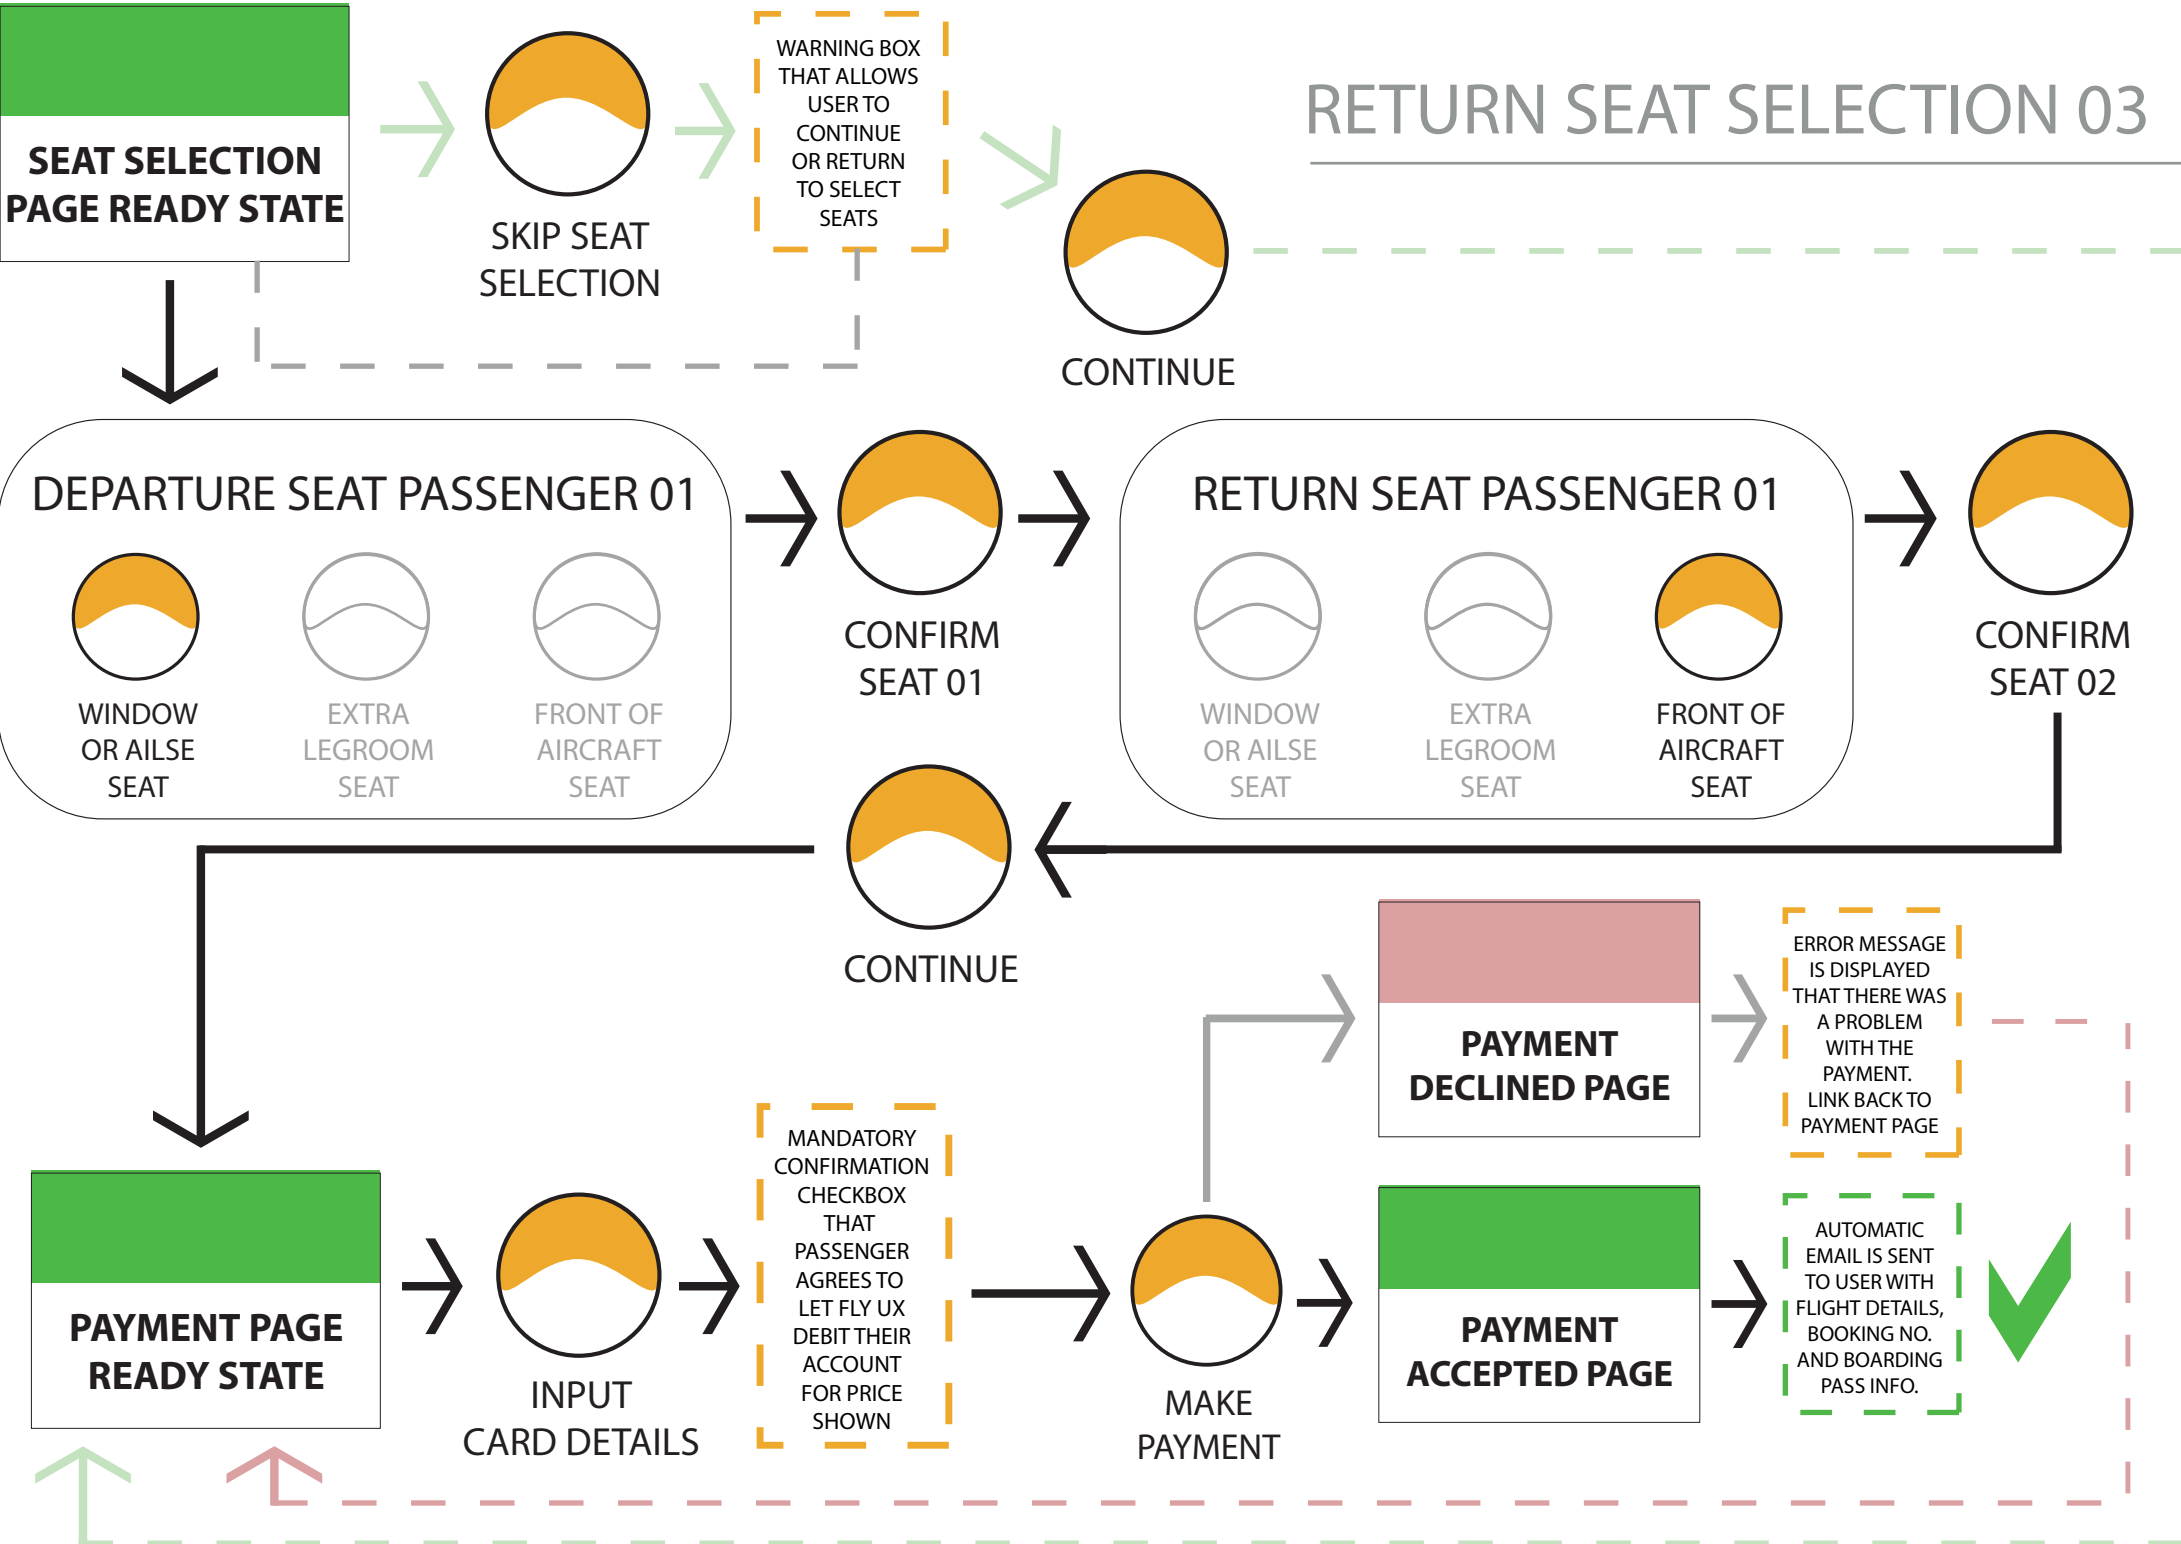 SEAT SELECTION
PAGE READY STATE
SKIP SEAT
SELECTION
WARNING BOX
THAT ALLOWS
USER TO
CONTINUE
OR RETURN
TO SELECT
SEATS
CONTINUE
RETURN SEAT SELECTION 03
DEPARTURE SEAT PASSENGER 01
WINDOW
OR AILSE
SEAT
EXTRA
LEGROOM
SEAT
FRONT OF
AIRCRAFT
SEAT
CONFIRM
SEAT 01
RETURN SEAT PASSENGER 01
WINDOW
OR AILSE
SEAT
EXTRA
LEGROOM
SEAT
FRONT OF
AIRCRAFT
SEAT
CONFIRM
SEAT 02
CONTINUE
PAYMENT PAGE
READY STATE
INPUT
CARD DETAILS
MANDATORY
CONFIRMATION
CHECKBOX
THAT
PASSENGER
AGREES TO
LET FLY UX
DEBIT THEIR
ACCOUNT
FOR PRICE
SHOWN
MAKE
PAYMENT
PAYMENT
DECLINED PAGE
ERROR MESSAGE
IS DISPLAYED
THAT THERE WAS
A PROBLEM
WITH THE
PAYMENT.
LINK BACK TO
PAYMENT PAGE
PAYMENT
ACCEPTED PAGE
AUTOMATIC
EMAIL IS SENT
TO USER WITH
FLIGHT DETAILS,
BOOKING NO.
AND BOARDING
PASS INFO.